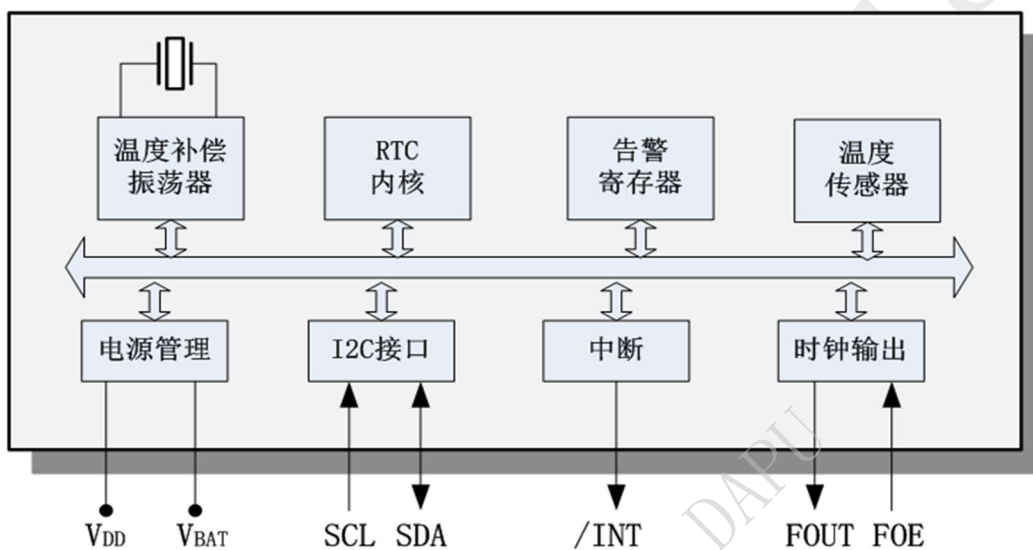 温度补偿
振荡器
RTC
内核
告警
寄存器
温度
传感器
电源管理
I2C接口
中断
时钟输出
DAPU
VDD
VBAT
SCL
SDA
/INT
FOUT
FOE